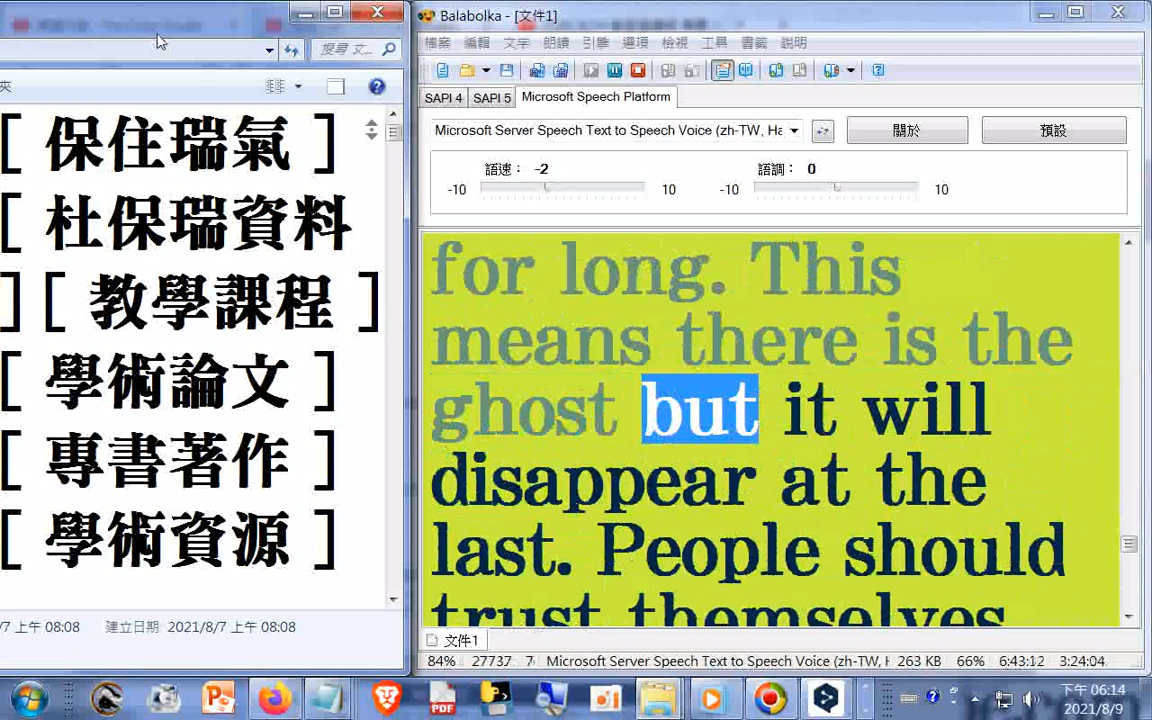 搜尋 文...
夾
[ 保住瑞氣 ]
[ 杜保瑞資料
][ 教學課程 ]
[ 學術論文 ]
[ 專書著作 ]
[ 學術資源 ]
/7 上午 08:08 建立日期: 2021/8/7 上午 08:08
Balabolka - [文件1]
檔案 編輯 文字 朗讀 引擎 選項 檢視 工具 書籤 說明
SAPI 4 SAPI 5 Microsoft Speech Platform
Microsoft Server Speech Text to Speech Voice (zh-TW, Ha
關於 預設
語速: -2 語調: 0
-10 10 -10 10
for long. This
means there is the
ghost but it will
disappear at the
last. People should
trust themselves
文件1
84% 27737 7 Microsoft Server Speech Text to Speech Voice (zh-TW, H 263 KB 66% 6:43:12 3:24:04
PDF
下午 06:14
2021/8/9